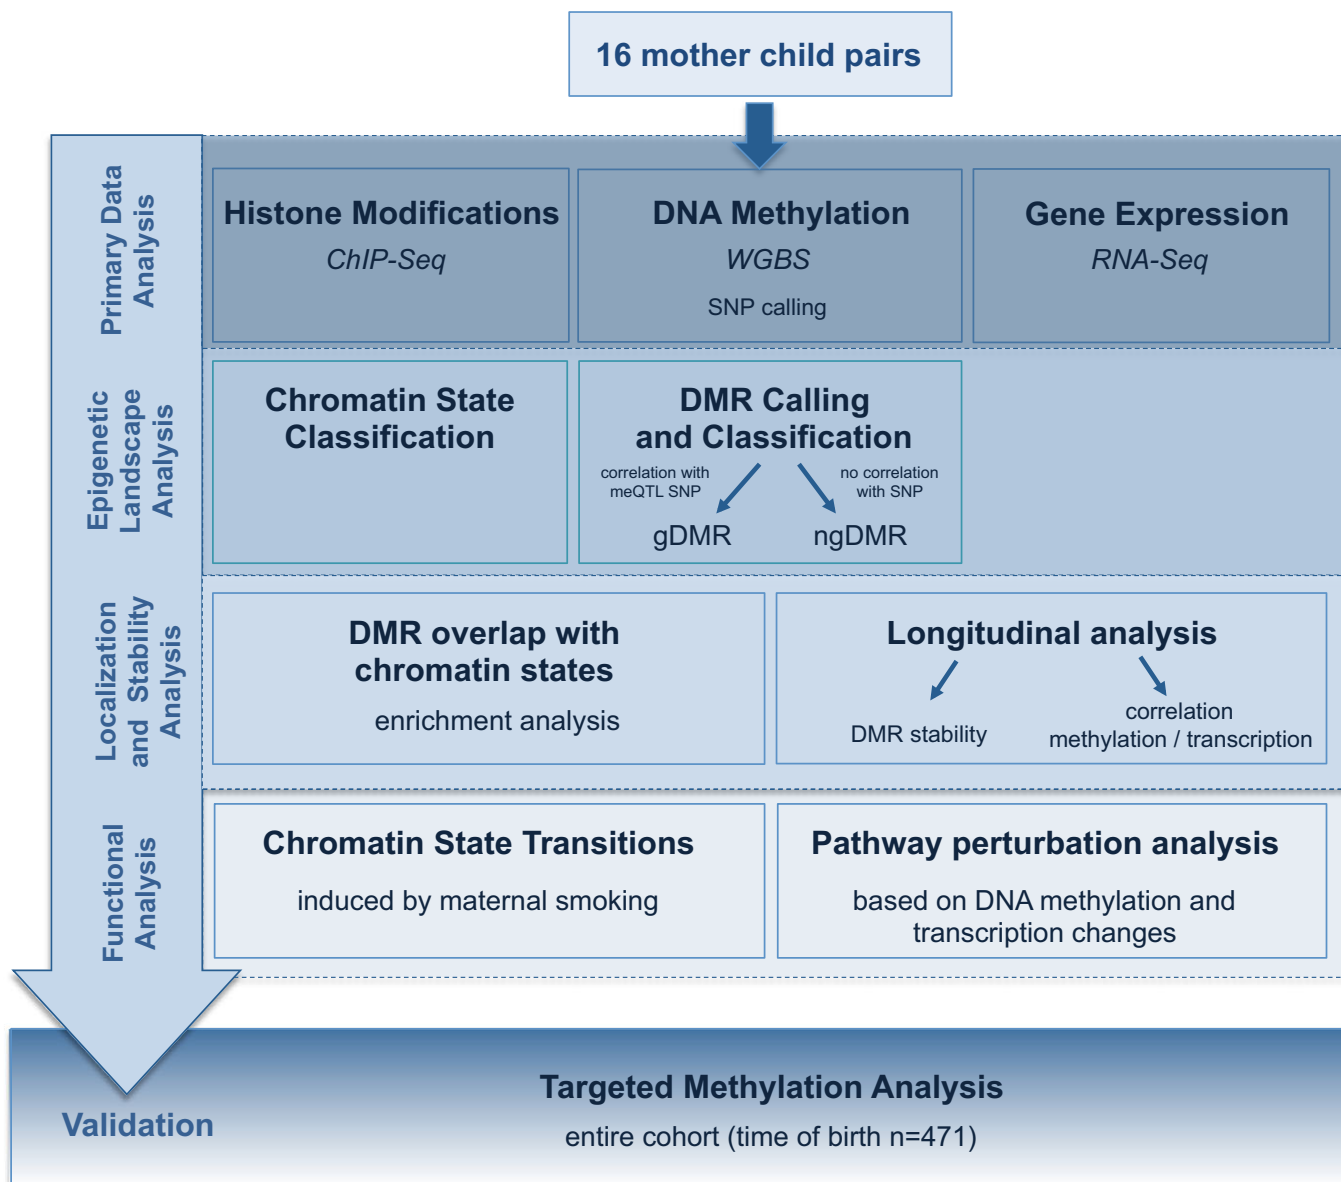 16 mother child pairs
Primary Data
Analysis
Histone Modifications
ChIP-Seq
DNA Methylation
WGBS
SNP calling
Gene Expression
RNA-Seq
Epigenetic
Landscape
Analysis
Chromatin State
Classification
DMR Calling
and Classification
correlation with
meQTL SNP
no correlation
with SNP
gDMR
ngDMR
Localization
and Stability
Analysis
DMR overlap with
chromatin states
enrichment analysis
Longitudinal analysis
DMR stability
correlation
methylation / transcription
Functional
Analysis
Chromatin State Transitions
induced by maternal smoking
Pathway perturbation analysis
based on DNA methylation and
transcription changes
Validation
Targeted Methylation Analysis
entire cohort (time of birth n=471)